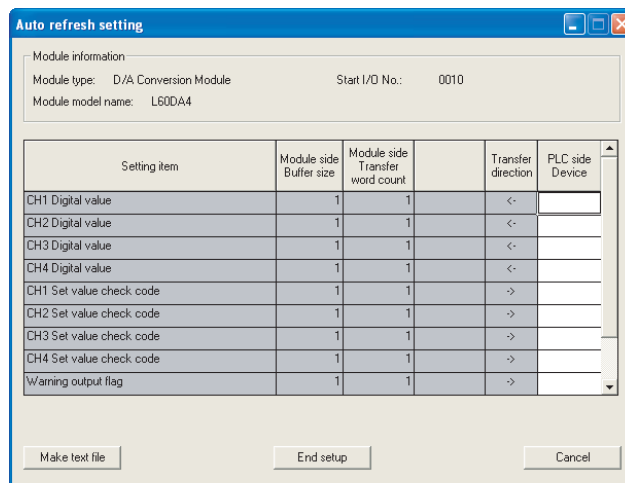 Auto refresh setting
Module information
Module type: D/A Conversion Module Start I/O No.: 0010
Module model name: L60DA4
Setting item Module side Buffer size Module side Transfer word count Transfer direction PLC side Device
CH1 Digital value 1 1 <-
CH2 Digital value 1 1 <-
CH3 Digital value 1 1 <-
CH4 Digital value 1 1 <-
CH1 Set value check code 1 1 ->
CH2 Set value check code 1 1 ->
CH3 Set value check code 1 1 ->
CH4 Set value check code 1 1 ->
Warning output flag 1 1 ->
Make text file End setup Cancel